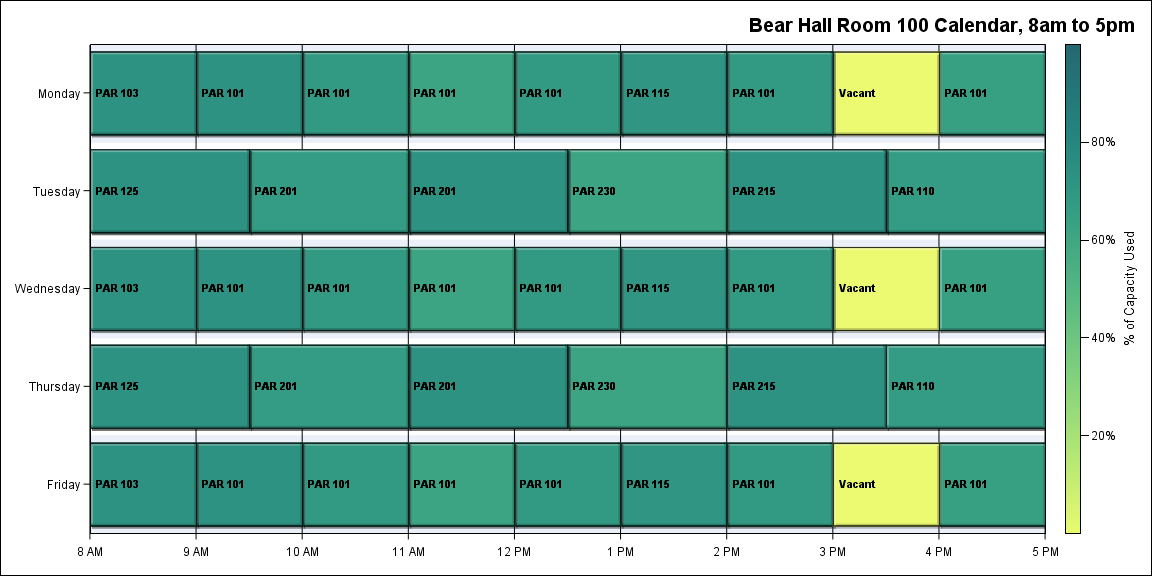 Bear Hall Room 100 Calendar, 8am to 5pm
Monday PAR 103 PAR 101 PAR 101 PAR 101 PAR 101 PAR 115 PAR 101 Vacant PAR 101
Tuesday PAR 125 PAR 201 PAR 201 PAR 230 PAR 215 PAR 110
Wednesday PAR 103 PAR 101 PAR 101 PAR 101 PAR 101 PAR 115 PAR 101 Vacant PAR 101
Thursday PAR 125 PAR 201 PAR 201 PAR 230 PAR 215 PAR 110
Friday PAR 103 PAR 101 PAR 101 PAR 101 PAR 101 PAR 115 PAR 101 Vacant PAR 101
8 AM 9 AM 10 AM 11 AM 12 PM 1 PM 2 PM 3 PM 4 PM 5 PM
80%
60%
40%
20%
% of Capacity Used